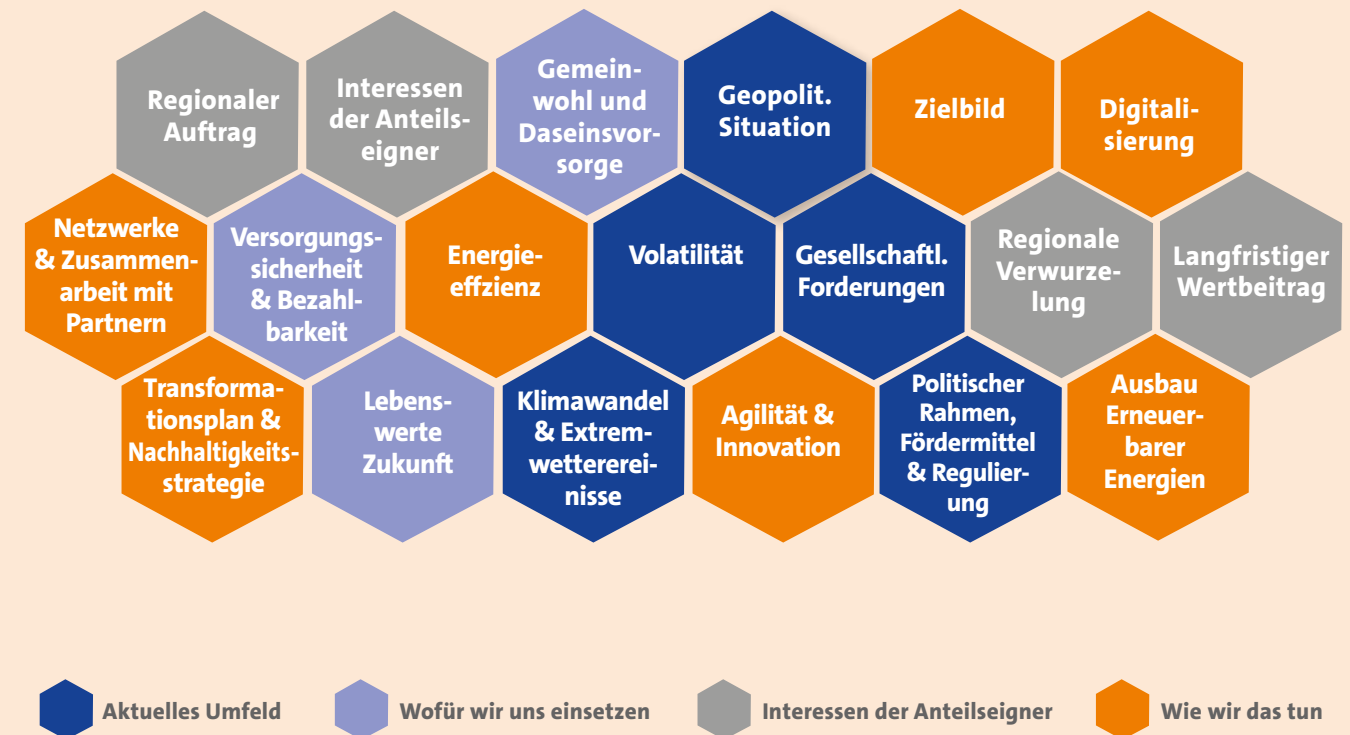 Regionaler
Auftrag
Interessen
der Anteils-
eigner
Gemein-
wohl und
Daseinsvor-
sorge
Geopolit.
Situation
Zielbild
Digitali-
sierung
Netzwerke
& Zusammen-
arbeit mit
Partnern
Versorgungs-
sicherheit
& Bezahl-
barkeit
Energie-
effzienz
Volatilität
Gesellschaftl.
Forderungen
Regionale
Verwurze-
lung
Langfristiger
Wertbeitrag
Transforma-
tionsplan &
Nachhaltigkeits-
strategie
Lebens-
werte
Zukunft
Klimawandel
& Extrem-
wetterei-
nisse
Agilität &
Innovation
Politischer
Rahmen,
Fördermittel
& Regulier-
ung
Ausbau
Erneuer-
barer
Energien
Aktuelles Umfeld
Wofür wir uns einsetzen
Interessen der Anteilseigner
Wie wir das tun